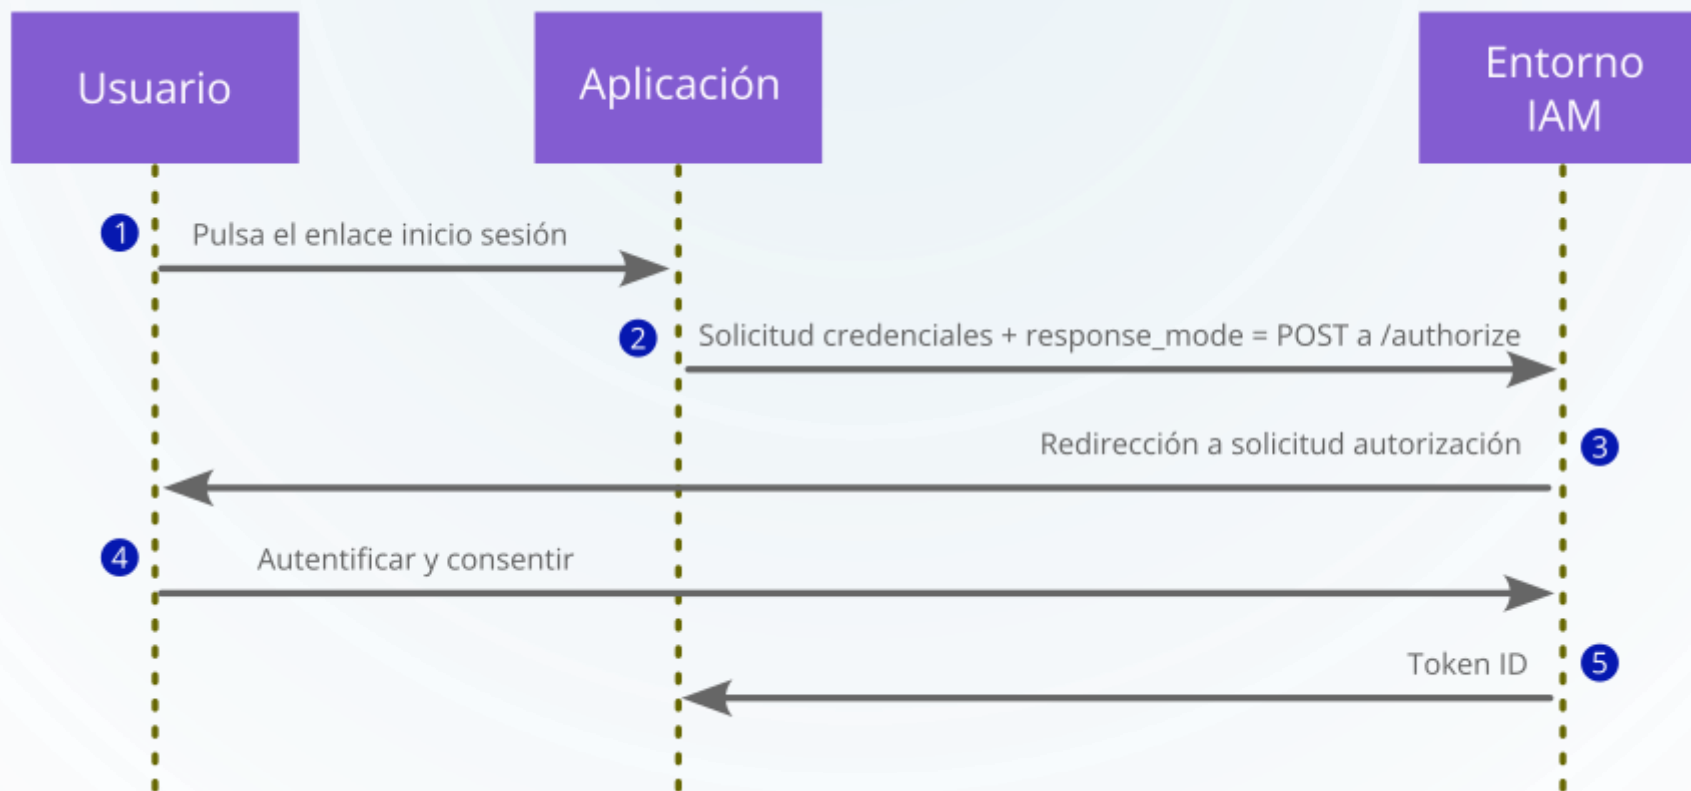 Usuario
Aplicación
Entorno
IAM
1
Pulsa el enlace inicio sesión
2
Solicitud credenciales + response_mode = POST a /authorize
Redirección a solicitud autorización
3
4
Autentificar y consentir
Token ID
5